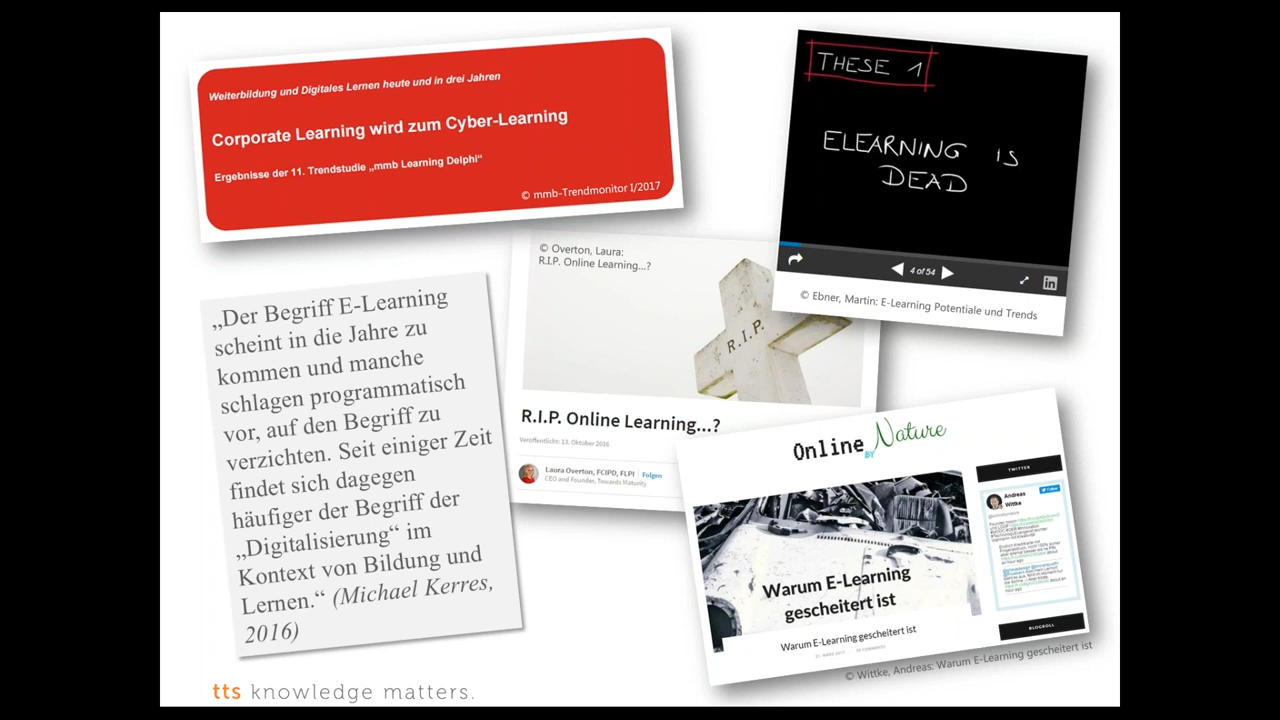 Weiterbildung und Digitales Lernen heute und in drei Jahren
Corporate Learning wird zum Cyber-Learning
Ergebnisse der 11. Trendstudie „mmb Learning Delphi“
© mmb-Trendmonitor I/2017
THESE 1
ELEARNING IS
DEAD
4 of 54
in
© Ebner, Martin: E-Learning Potentiale und Trends
© Overton, Laura:
R.I.P. Online Learning...?
R.I.P.
R.I.P. Online Learning...?
Veröffentlicht: 13. Oktober 2016
Laura Overton, FCIPD, FLPI
Folgen
CEO and Founder, Towards Maturity
„Der Begriff E-Learning
scheint in die Jahre zu
kommen und manche
schlagen programmatisch
vor, auf den Begriff zu
verzichten. Seit einiger Zeit
findet sich dagegen
häufiger der Begriff der
„Digitalisierung“ im
Kontext von Bildung und
Lernen.“ (Michael Kerres,
2016)
Online BY Nature
TWITTER
Andreas
Wittke
Warum E-Learning
gescheitert ist
Warum E-Learning gescheitert ist
BLOGROLL
© Wittke, Andreas: Warum E-Learning gescheitert ist
tts knowledge matters.